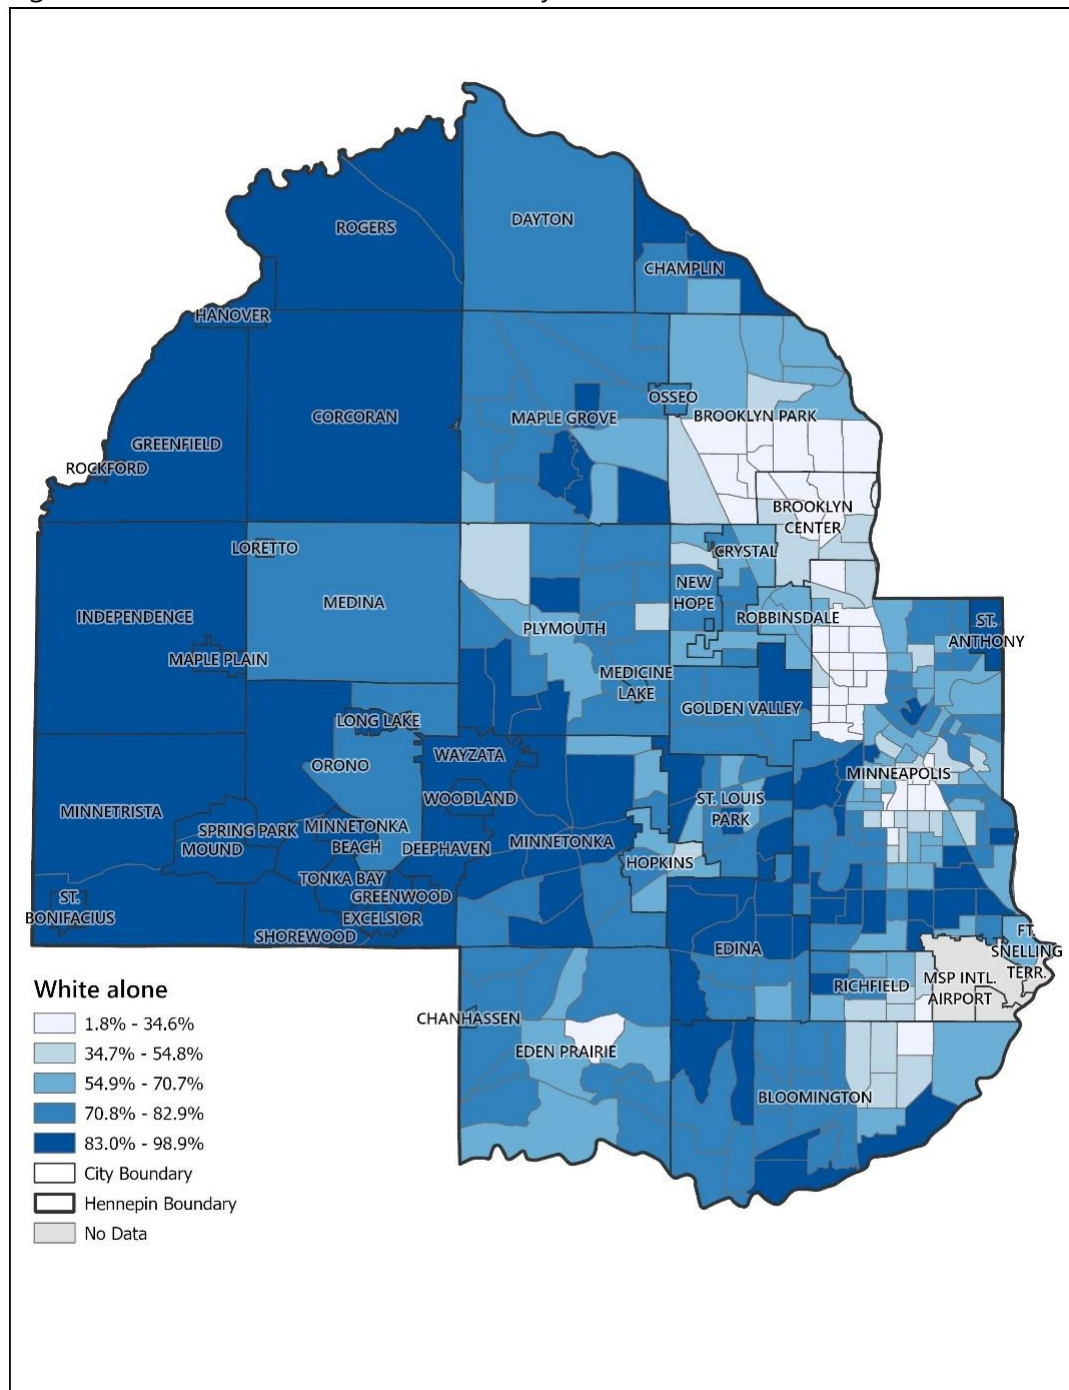 ROGERS
DAYTON
CHAMPLIN
HANOVER
CORCORAN
MAPLE GROVE
OSSEO
BROOKLYN PARK
GREENFIELD
ROCKFORD
BROOKLYN
CENTER
LORETTO
CRYSTAL
MEDINA
NEW
HOPE
INDEPENDENCE
PLYMOUTH
ROBBINSDALE
ST.
ANTHONY
MAPLE PLAIN
MEDICINE
LAKE
GOLDEN VALLEY
LONG LAKE
ORONO
WAYZATA
MINNEAPOLIS
WOODLAND
ST. LOUIS
PARK
MINNETRISTA
SPRING PARK
MINNETONKA
BEACH
MOUND
DEEPHAVEN
MINNETONKA
HOPKINS
TONKA BAY
GREENWOOD
ST.
BONIFACIUS
EXCELSIOR
SHOREWOOD
EDINA
FT.
SNELLING
TERR.
MSP INTL.
AIRPORT
RICHFIELD
CHANHASSEN
EDEN PRAIRIE
BLOOMINGTON
White alone
1.8% - 34.6%
34.7% - 54.8%
54.9% - 70.7%
70.8% - 82.9%
83.0% - 98.9%
City Boundary
Hennepin Boundary
No Data